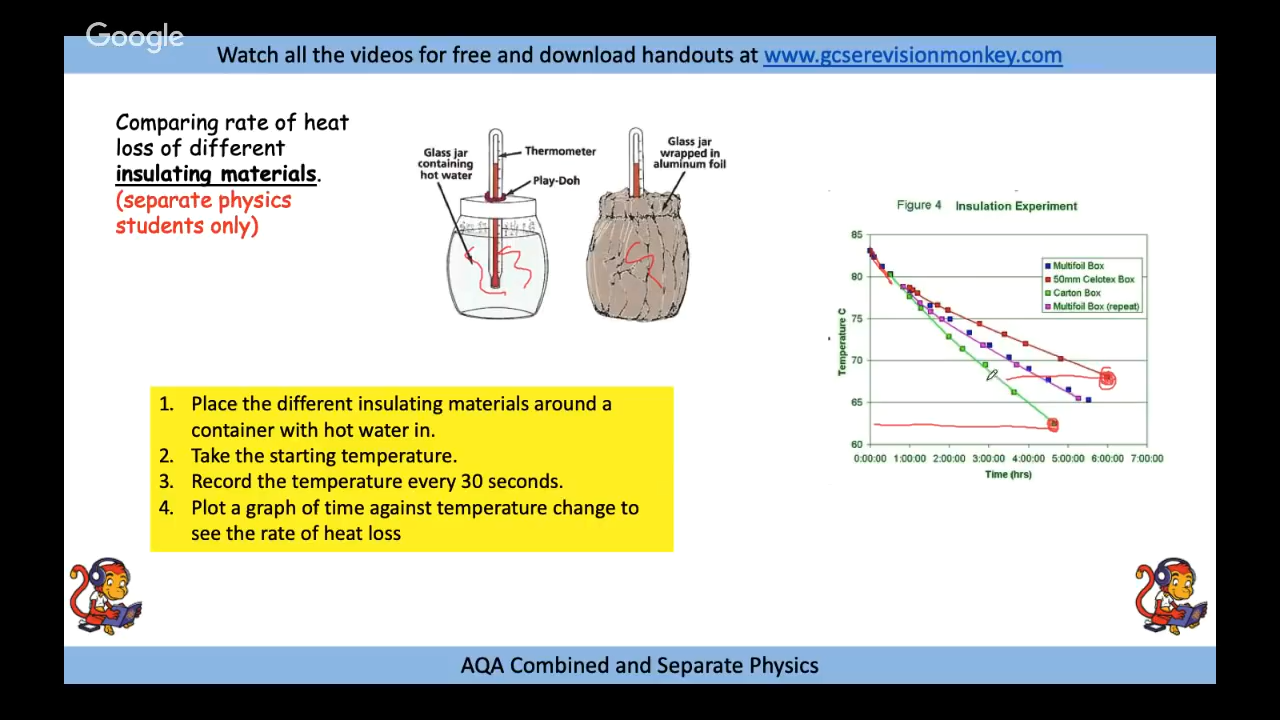 Google
Watch all the videos for free and download handouts at www.gcserevisionmonkey.com
Comparing rate of heat
loss of different
insulating materials.
(separate physics
students only)
Glass jar
containing
hot water
Thermometer
Play-Doh
Glass jar
wrapped in
aluminum foil
Figure 4 Insulation Experiment
85
80
75
70
65
60
Temperature C
Multifoil Box
50mm Celotex Box
Carton Box
Multifoil Box (repeat)
0:00:00 1:00:00 2:00:00 3:00:00 4:00:00 5:00:00 6:00:00 7:00:00
Time (hrs)
1. Place the different insulating materials around a
container with hot water in.
2. Take the starting temperature.
3. Record the temperature every 30 seconds.
4. Plot a graph of time against temperature change to
see the rate of heat loss
AQA Combined and Separate Physics